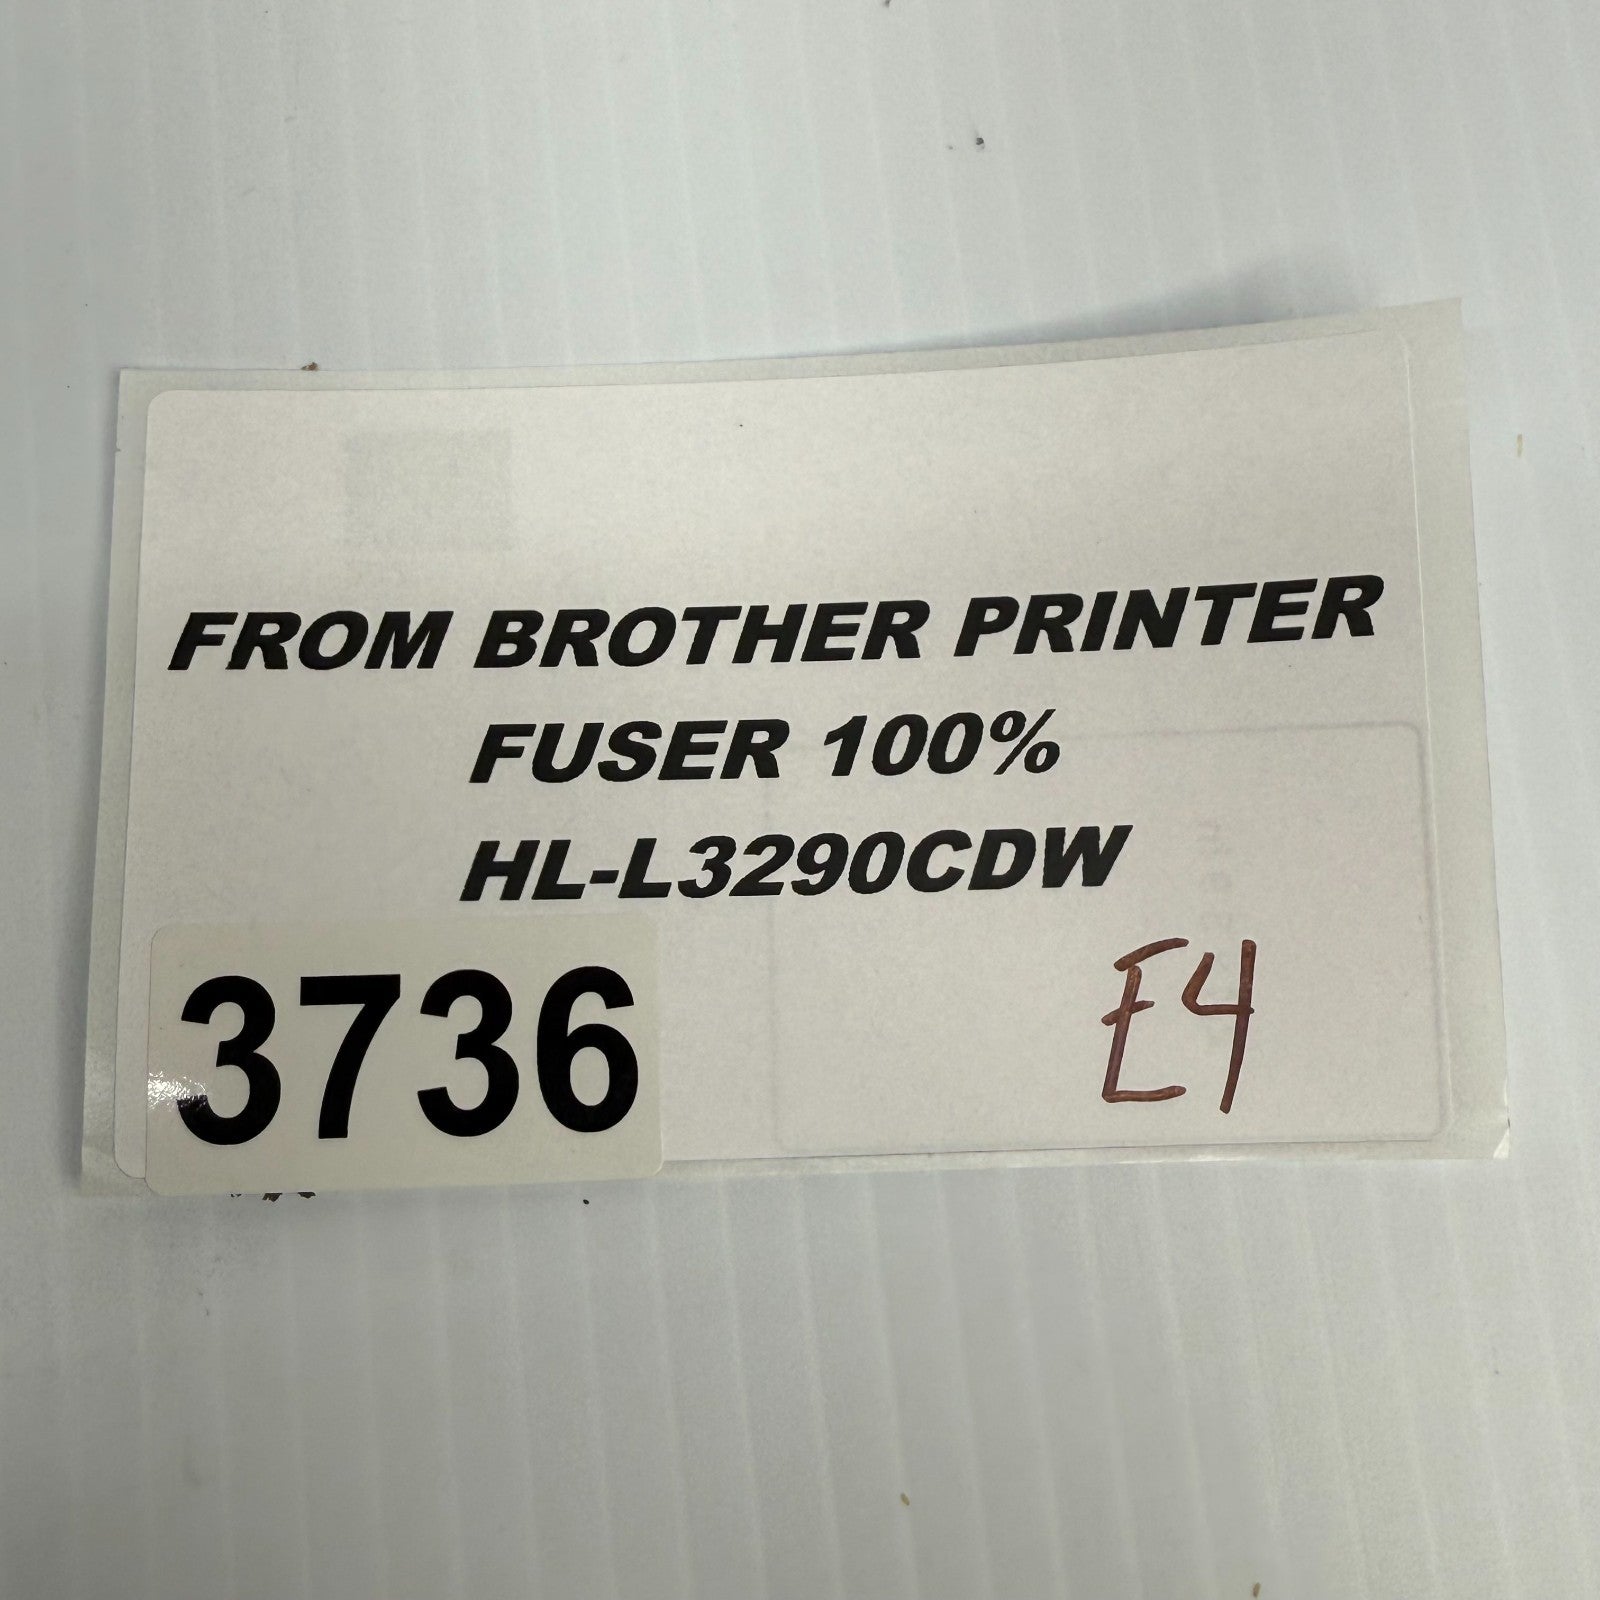 FROM BROTHER PRINTER
FUSER 100%
HL-L3290CDW
3736
E4